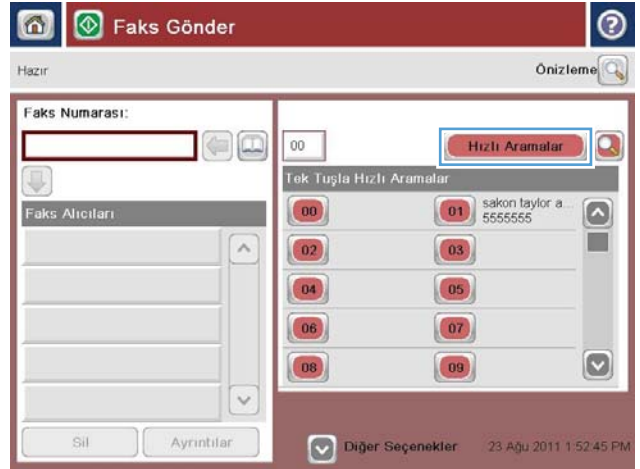 Faks Gönder
Hazır
Önizleme
Faks Numarası:
00
Hızlı Aramalar
Tek Tuşla Hızlı Aramalar
Faks Alıcıları
00
01
sakon taylor a...
5555555
02
03
04
05
06
07
08
09
Sil
Ayrıntılar
Diğer Seçenekler
23 Ağu 2011 1:52:45 PM